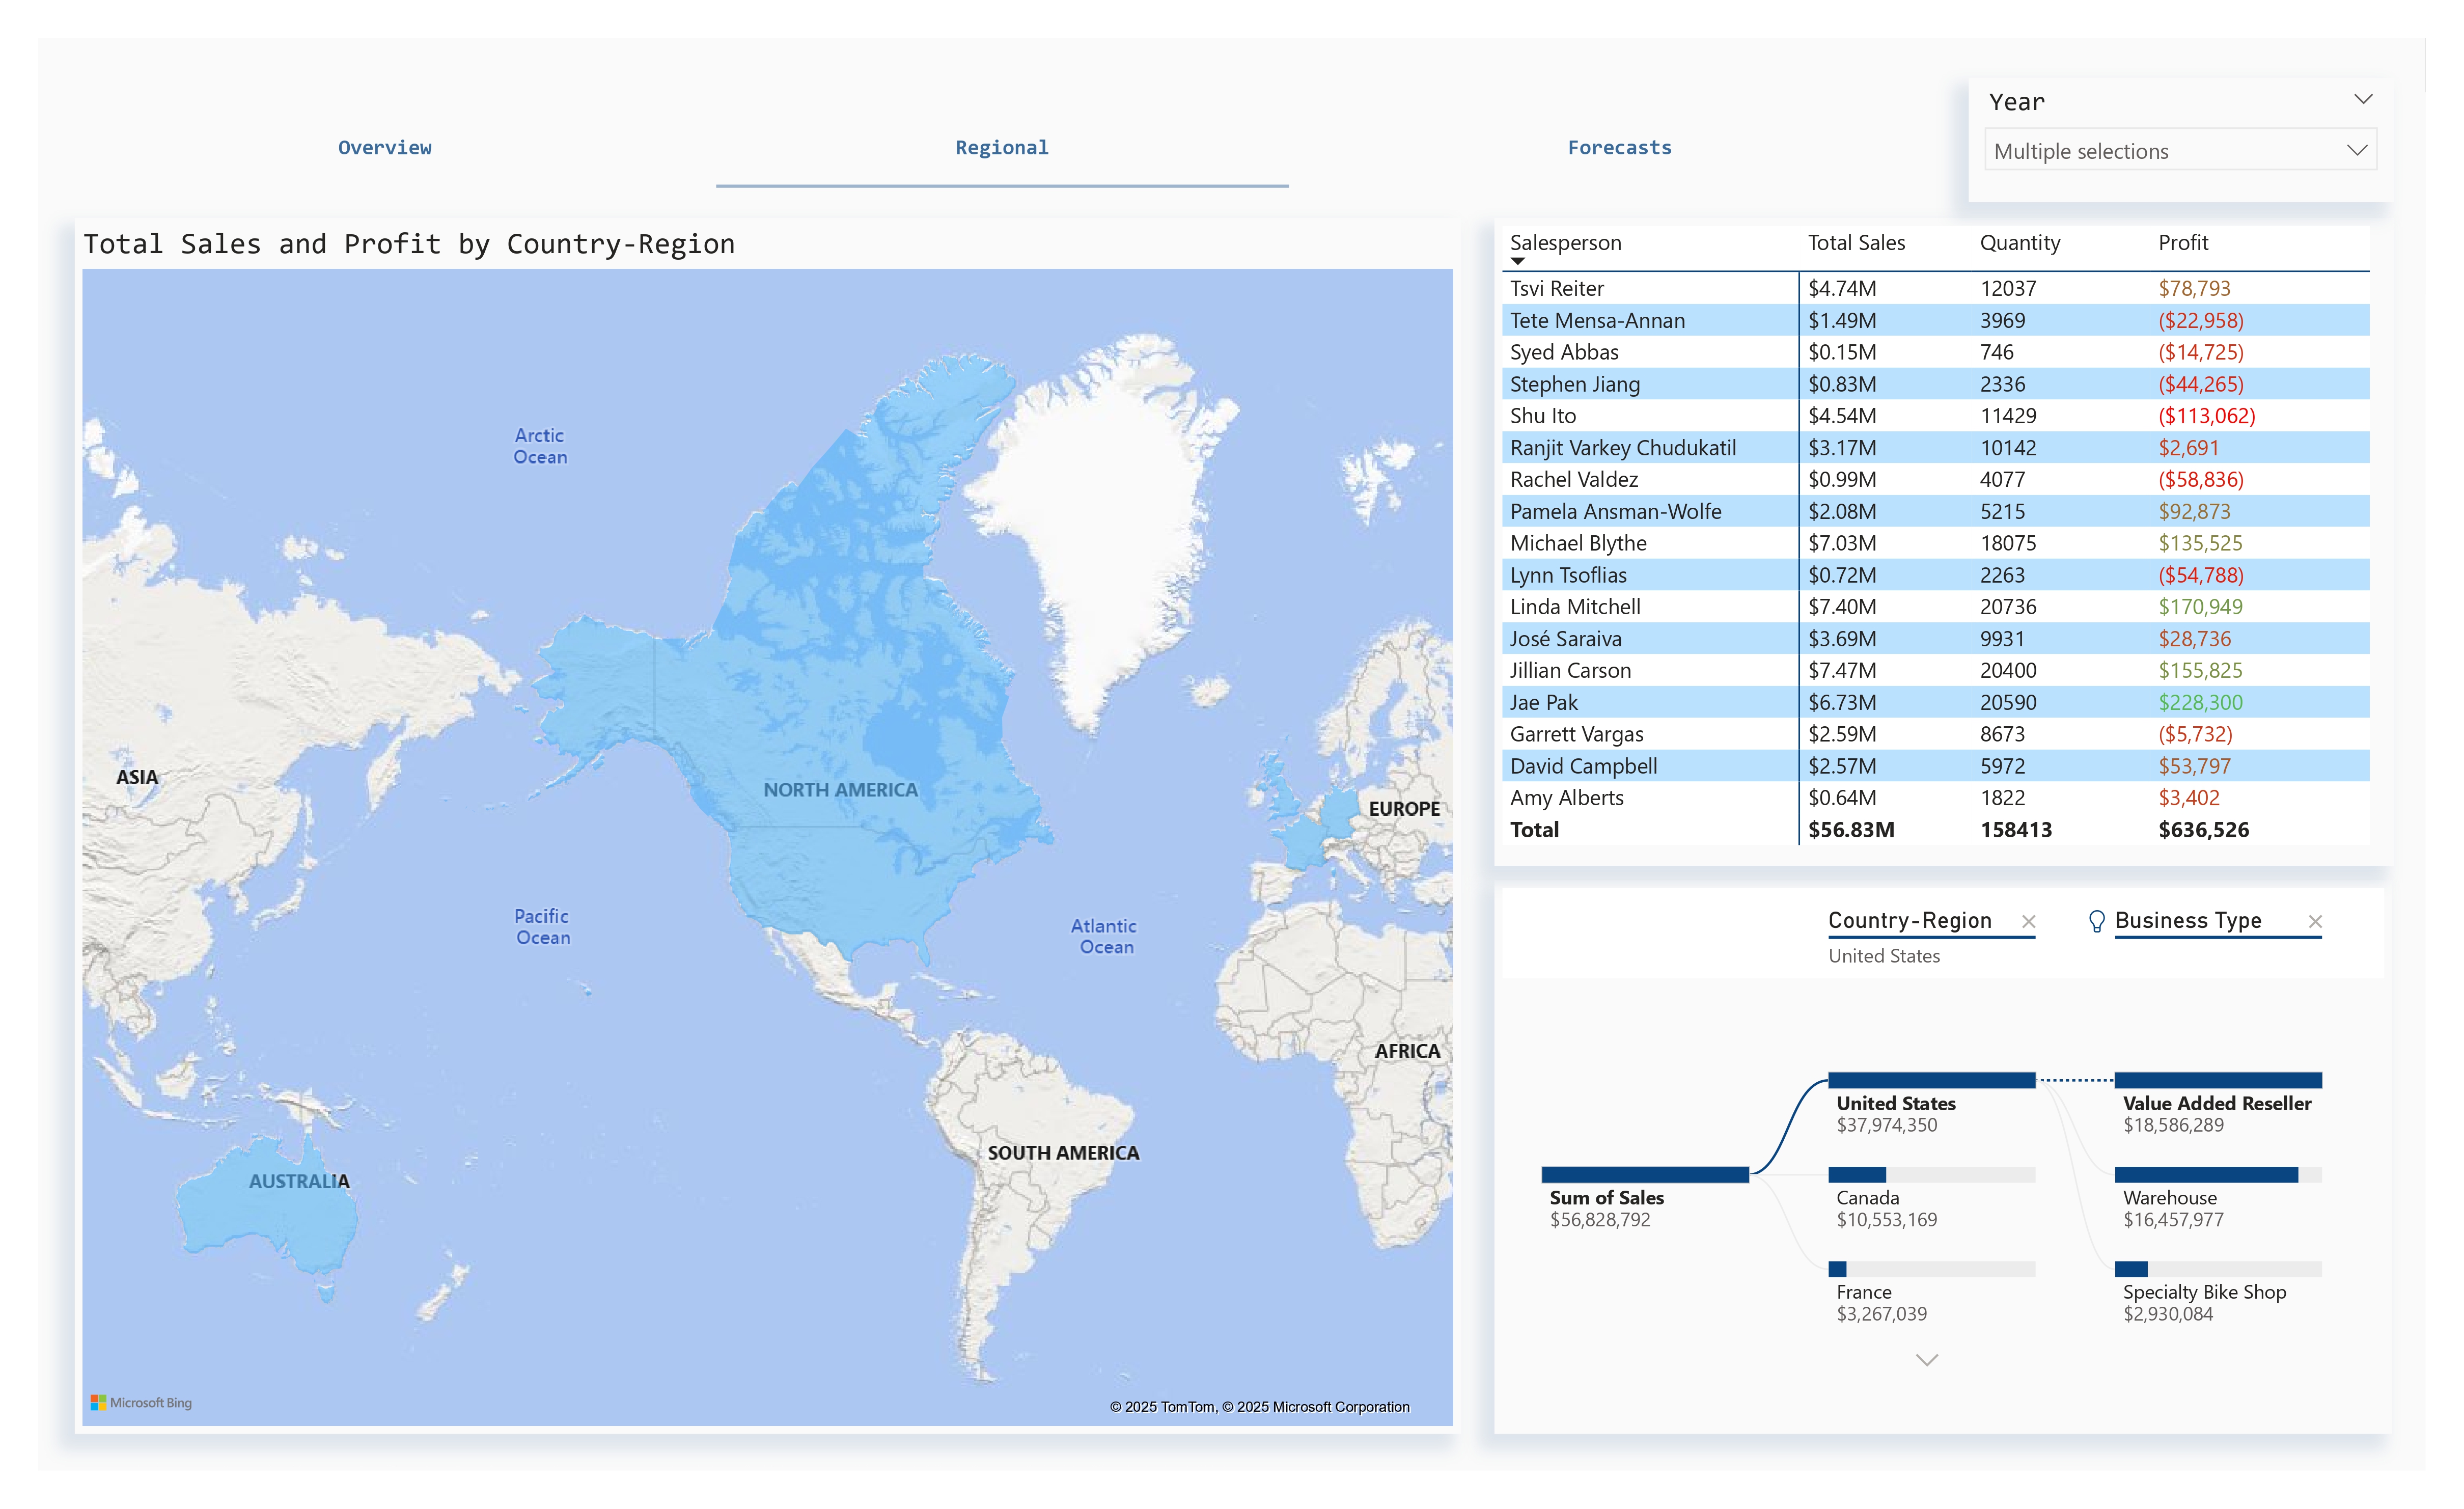 Overview
Regional
Forecasts
Year
Multiple selections
Total Sales and Profit by Country-Region
Arctic
Ocean
ASIA
NORTH AMERICA
EUROPE
Pacific
Ocean
Atlantic
Ocean
AFRICA
SOUTH AMERICA
AUSTRALIA
Microsoft Bing
© 2025 TomTom, © 2025 Microsoft Corporation
Salesperson Total Sales Quantity Profit
Tsvi Reiter $4.74M 12037 $78,793
Tete Mensa-Annan $1.49M 3969 ($22,958)
Syed Abbas $0.15M 746 ($14,725)
Stephen Jiang $0.83M 2336 ($44,265)
Shu Ito $4.54M 11429 ($113,062)
Ranjit Varkey Chudukatil $3.17M 10142 $2,691
Rachel Valdez $0.99M 4077 ($58,836)
Pamela Ansman-Wolfe $2.08M 5215 $92,873
Michael Blythe $7.03M 18075 $135,525
Lynn Tsoflias $0.72M 2263 ($54,788)
Linda Mitchell $7.40M 20736 $170,949
José Saraiva $3.69M 9931 $28,736
Jillian Carson $7.47M 20400 $155,825
Jae Pak $6.73M 20590 $228,300
Garrett Vargas $2.59M 8673 ($5,732)
David Campbell $2.57M 5972 $53,797
Amy Alberts $0.64M 1822 $3,402
Total $56.83M 158413 $636,526
Country-Region Business Type
United States
Sum of Sales
$56,828,792
United States
$37,974,350
Canada
$10,553,169
France
$3,267,039
Value Added Reseller
$18,586,289
Warehouse
$16,457,977
Specialty Bike Shop
$2,930,084